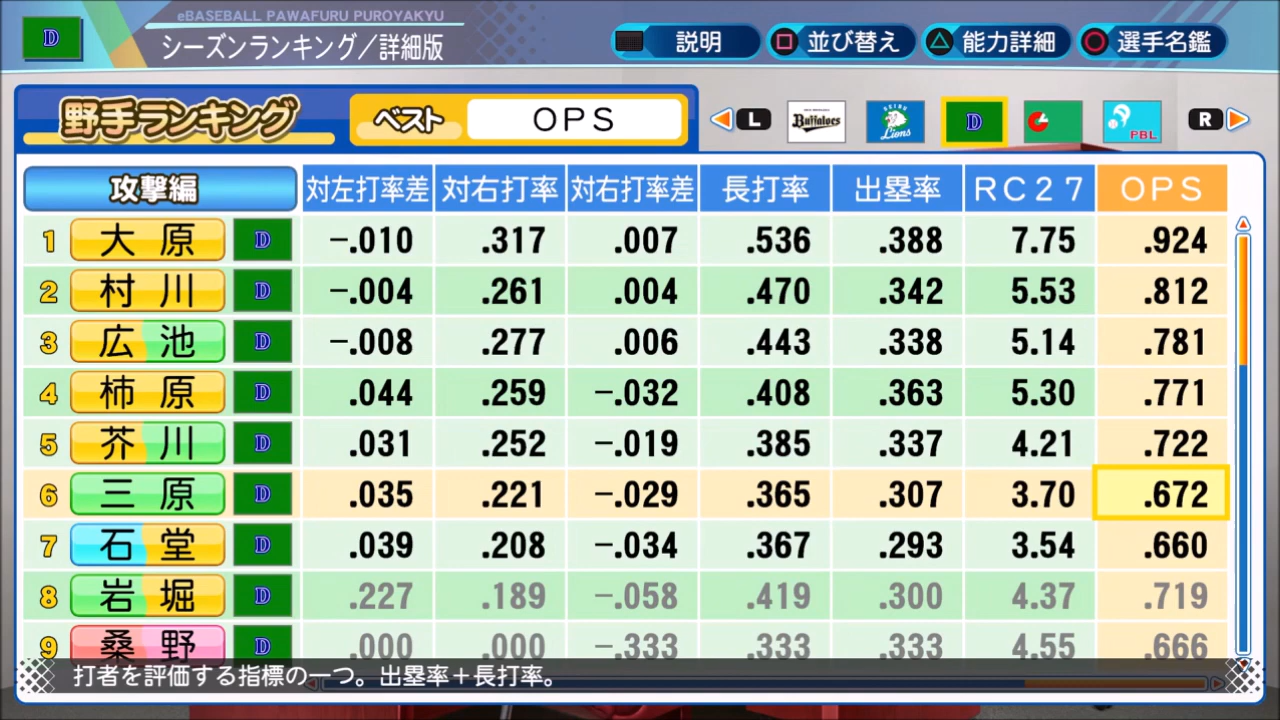 D
eBASEBALL PAWAFURU PUROYAKYU
シーズンランキング/詳細版
説明 並び替え 能力詳細 選手名鑑
野手ランキング ベスト OPS L Buffaloes SEIBU Lions D PBL R
攻撃編 対左打率差 対右打率 対右打率差 長打率 出塁率 RC27 OPS
1 大原 D -.010 .317 .007 .536 .388 7.75 .924
2 村川 D -.004 .261 .004 .470 .342 5.53 .812
3 広池 D -.008 .277 .006 .443 .338 5.14 .781
4 柿原 D .044 .259 -.032 .408 .363 5.30 .771
5 芥川 D .031 .252 -.019 .385 .337 4.21 .722
6 三原 D .035 .221 -.029 .365 .307 3.70 .672
7 石堂 D .039 .208 -.034 .367 .293 3.54 .660
8 岩堀 D .227 .189 -.058 .419 .300 4.37 .719
9 桑野 D .000 .000 -.333 .333 .333 4.55 .666
打者を評価する指標の一つ。出塁率+長打率。